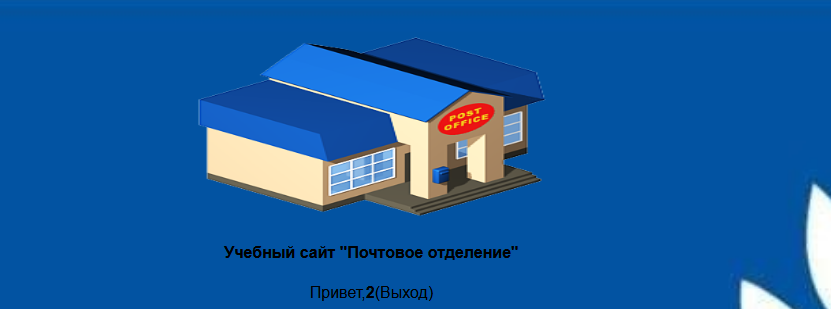 POST
OFFICE
Учебный сайт "Почтовое отделение"
Привет,2(Выход)